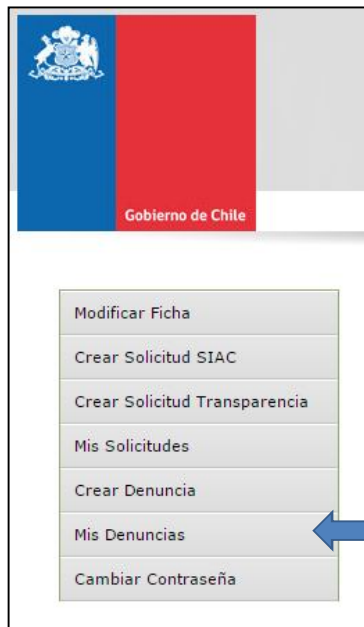 Gobierno de Chile
Modificar Ficha
Crear Solicitud SIAC
Crear Solicitud Transparencia
Mis Solicitudes
Crear Denuncia
Mis Denuncias
Cambiar Contraseña